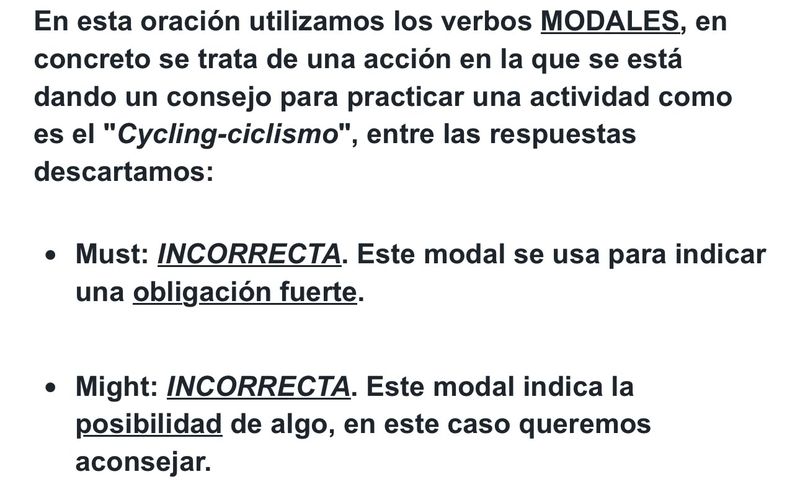 En esta oración utilizamos los verbos MODALES, en
concreto se trata de una acción en la que se está
dando un consejo para practicar una actividad como
es el "Cycling-ciclismo", entre las respuestas
descartamos:
• Must: INCORRECTA. Este modal se usa para indicar
una obligación fuerte.
• Might: INCORRECTA. Este modal indica la
posibilidad de algo, en este caso queremos
aconsejar.